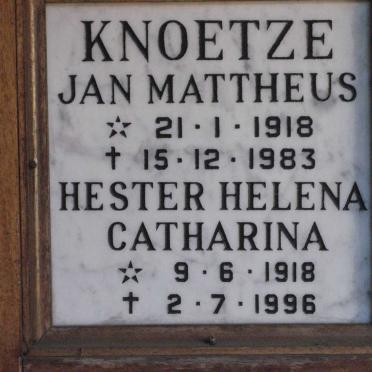 KNOETZE
JAN MATTHEUS
☆ 21·1·1918
✝ 15·12·1983
HESTER HELENA
CATHARINA
☆ 9·6·1918
✝ 2·7·1996